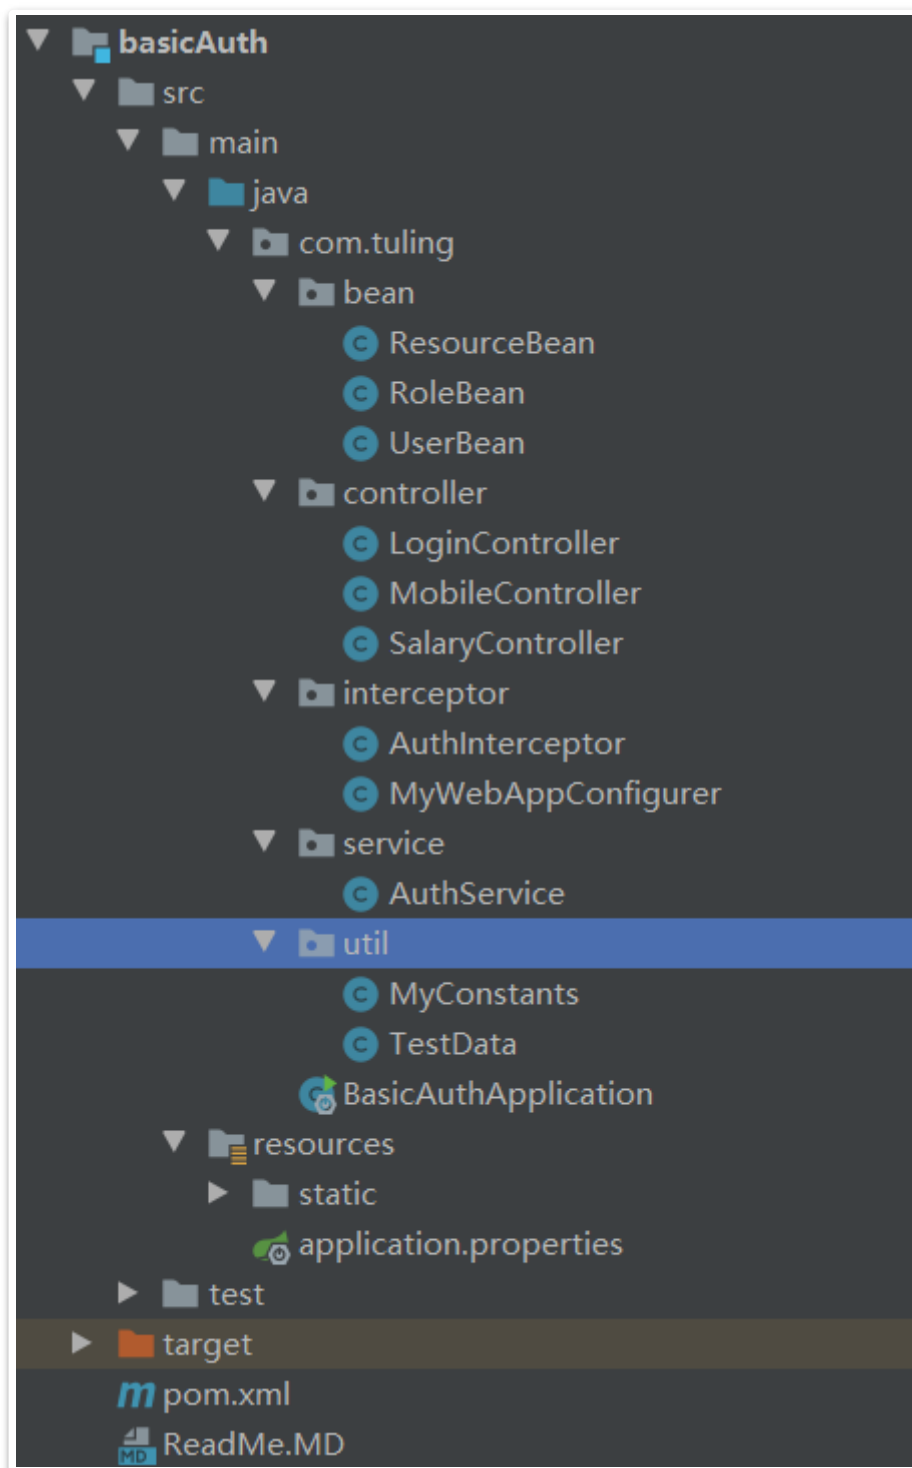 basicAuth
src
main
java
com.tuling
bean
C ResourceBean
C RoleBean
C UserBean
controller
C LoginController
C MobileController
C SalaryController
interceptor
C AuthInterceptor
C MyWebAppConfigurer
service
C AuthService
util
C MyConstants
C TestData
BasicAuthApplication
resources
static
application.properties
test
target
m pom.xml
MD ReadMe.MD